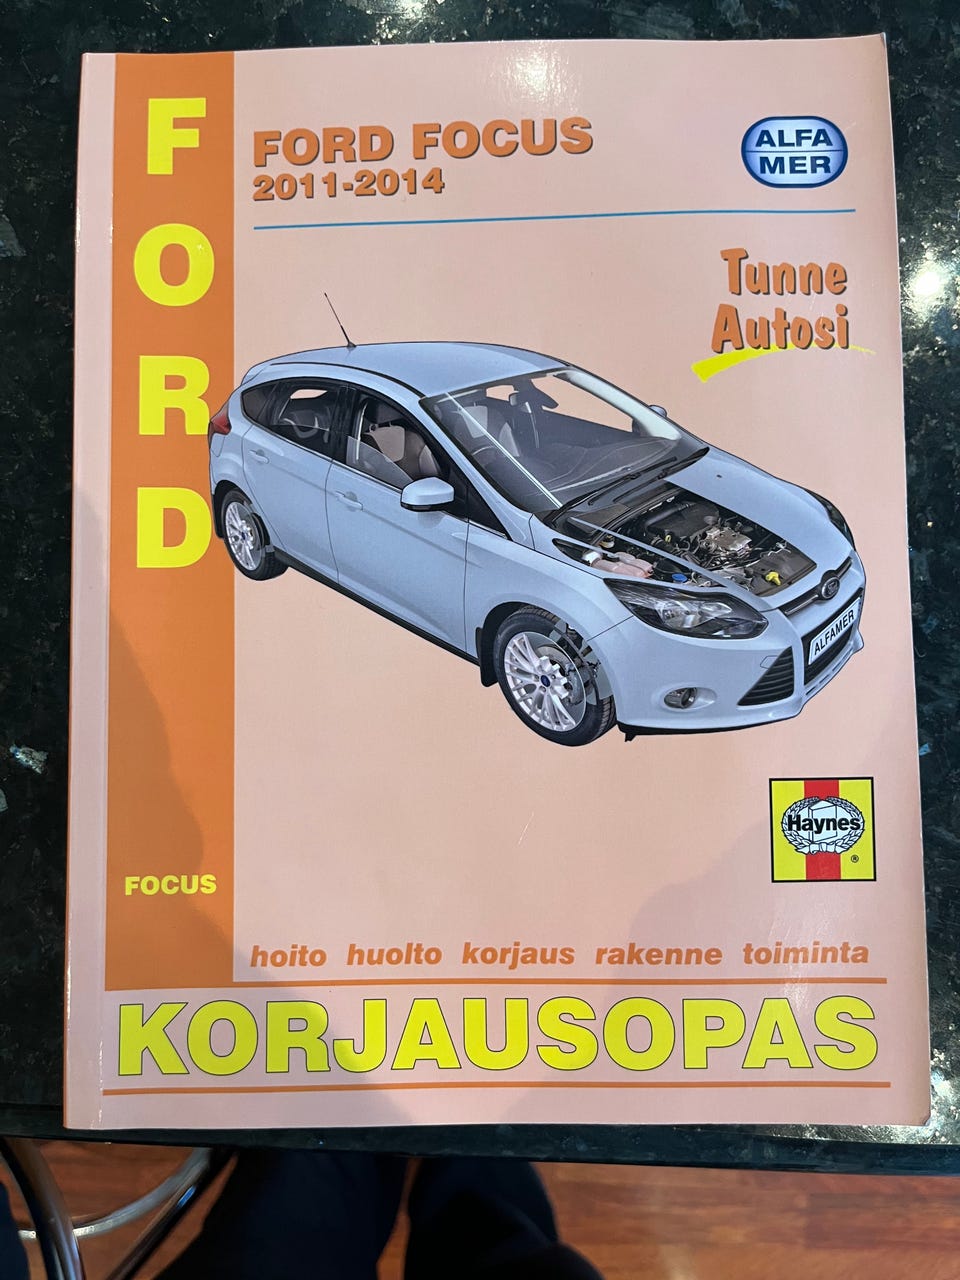 FORD
FORD FOCUS
2011-2014
ALFA
MER
Tunne
Autosi
ALFAMER
Haynes
®
FOCUS
hoito huolto korjaus rakenne toiminta
KORJAUSOPAS